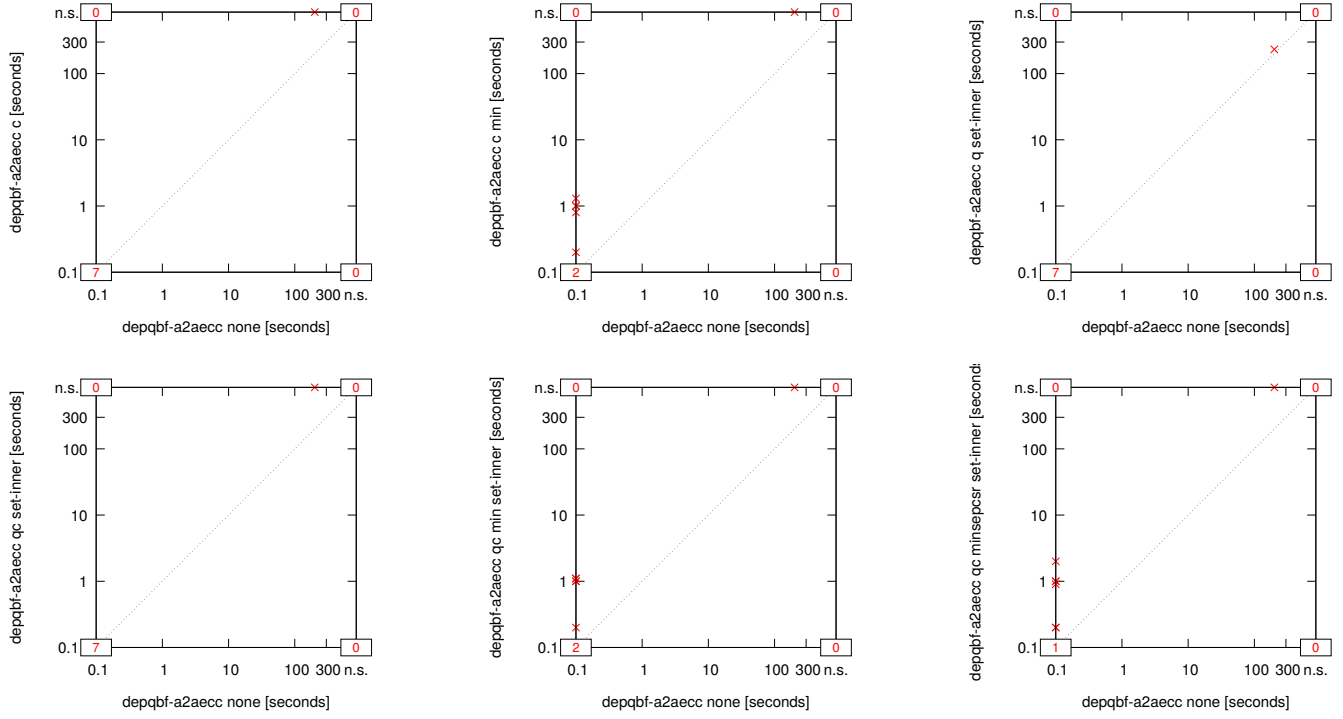 n.s. 0 0
300
100
10
1
0.1 7 0
0.1 1 10 100 300 n.s.
depqbf-a2aecc none [seconds]
depqbf-a2aecc c [seconds]
n.s. 0 0
300
100
10
1
0.1 2 0
0.1 1 10 100 300 n.s.
depqbf-a2aecc none [seconds]
depqbf-a2aecc c min [seconds]
n.s. 0 0
300
100
10
1
0.1 7 0
0.1 1 10 100 300 n.s.
depqbf-a2aecc none [seconds]
depqbf-a2aecc q set-inner [seconds]
n.s. 0 0
300
100
10
1
0.1 7 0
0.1 1 10 100 300 n.s.
depqbf-a2aecc none [seconds]
depqbf-a2aecc qc set-inner [seconds]
n.s. 0 0
300
100
10
1
0.1 2 0
0.1 1 10 100 300 n.s.
depqbf-a2aecc none [seconds]
depqbf-a2aecc qc min set-inner [seconds]
n.s. 0 0
300
100
10
1
0.1 1 0
0.1 1 10 100 300 n.s.
depqbf-a2aecc none [seconds]
depqbf-a2aecc qc minsepcsr set-inner [second